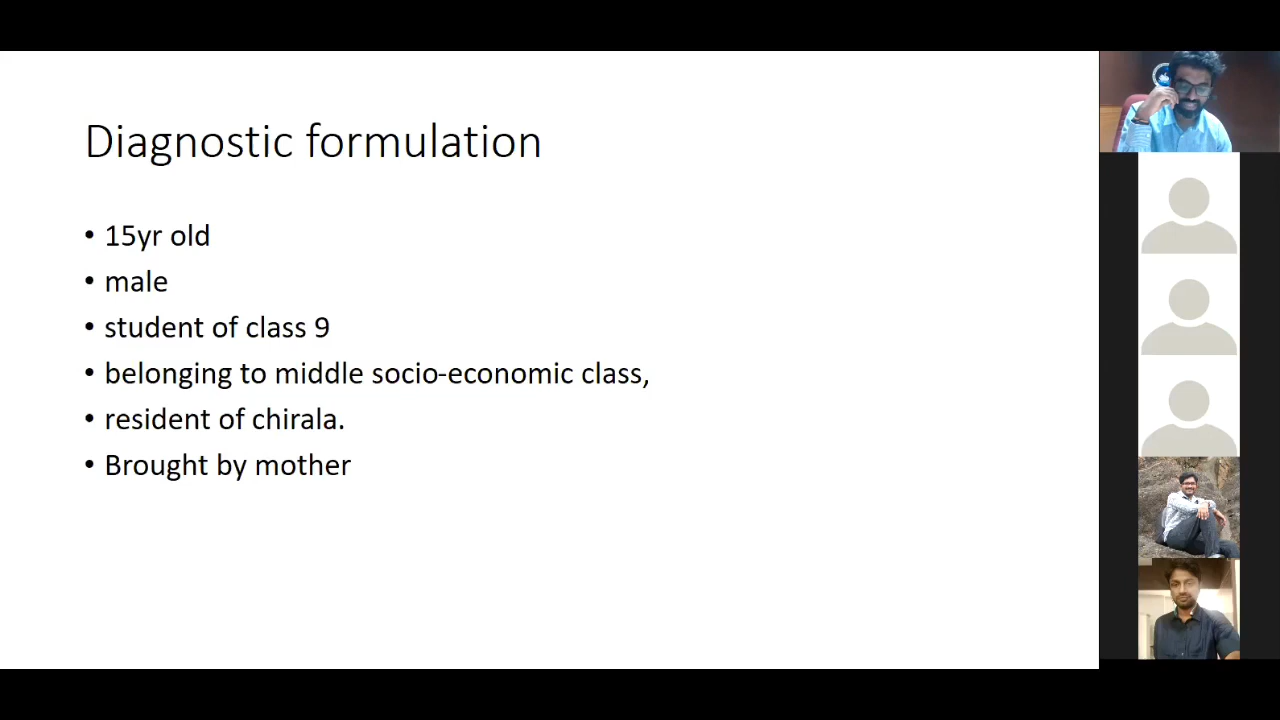 Diagnostic formulation
• 15yr old
• male
• student of class 9
• belonging to middle socio-economic class,
• resident of chirala.
• Brought by mother